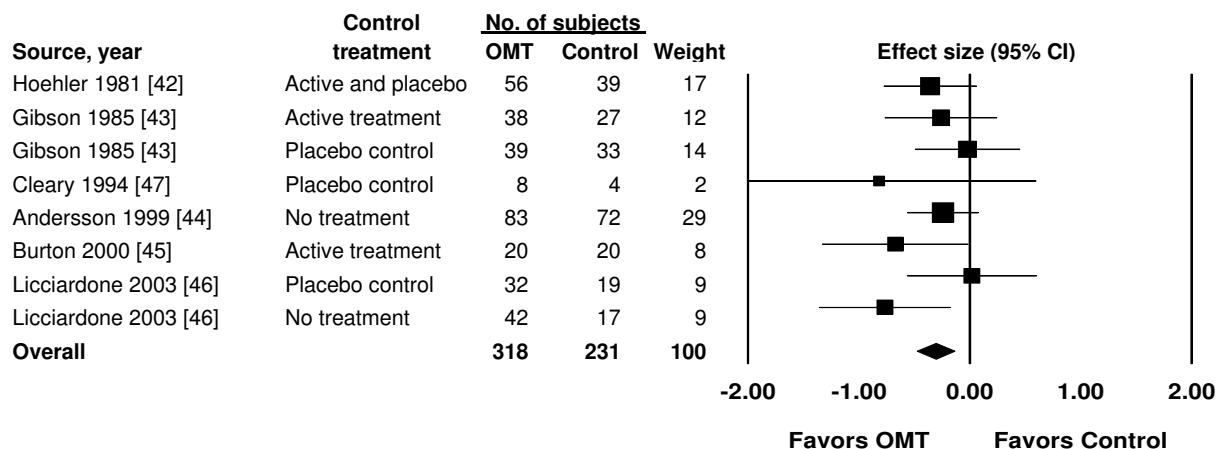 Control No. of subjects
Source, year treatment OMT Control Weight Effect size (95% CI)
Hoehler 1981 [42] Active and placebo 56 39 17
Gibson 1985 [43] Active treatment 38 27 12
Gibson 1985 [43] Placebo control 39 33 14
Cleary 1994 [47] Placebo control 8 4 2
Andersson 1999 [44] No treatment 83 72 29
Burton 2000 [45] Active treatment 20 20 8
Licciardone 2003 [46] Placebo control 32 19 9
Licciardone 2003 [46] No treatment 42 17 9
Overall 318 231 100
-2.00 -1.00 0.00 1.00 2.00
Favors OMT Favors Control